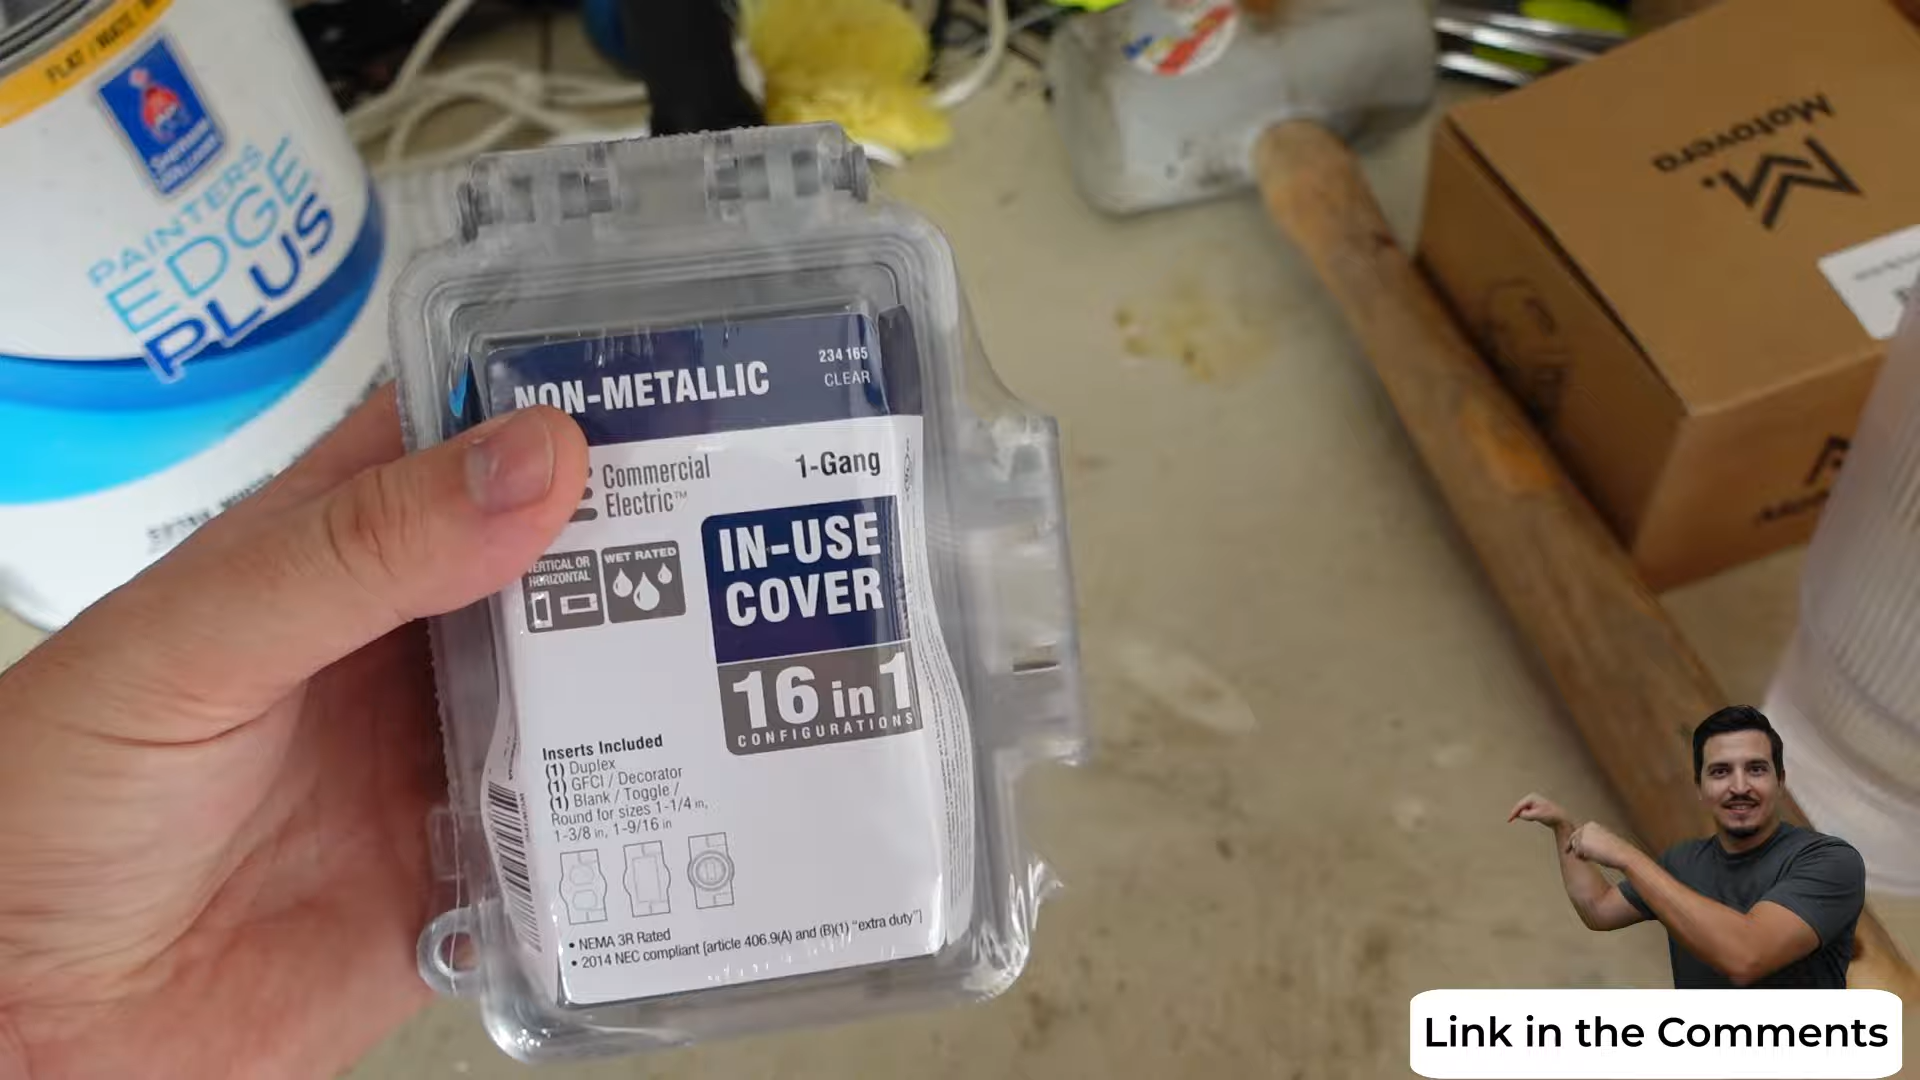 FLAT / WATER
SHERWIN
WILLIAMS
PAINTERS
EDGE
PLUS
Motovera
M.
NON-METALLIC
234 165
CLEAR
Commercial
Electric™
1-Gang
VERTICAL OR
HORIZONTAL
WET RATED
IN-USE
COVER
16 in 1
CONFIGURATIONS
Inserts Included
(1) Duplex
(1) GFCI / Decorator
(1) Blank / Toggle /
Round for sizes 1-1/4 in,
1-3/8 in, 1-9/16 in
• NEMA 3R Rated
• 2014 NEC compliant [article 406.9(A) and (B)(1) “extra duty”]
Link in the Comments